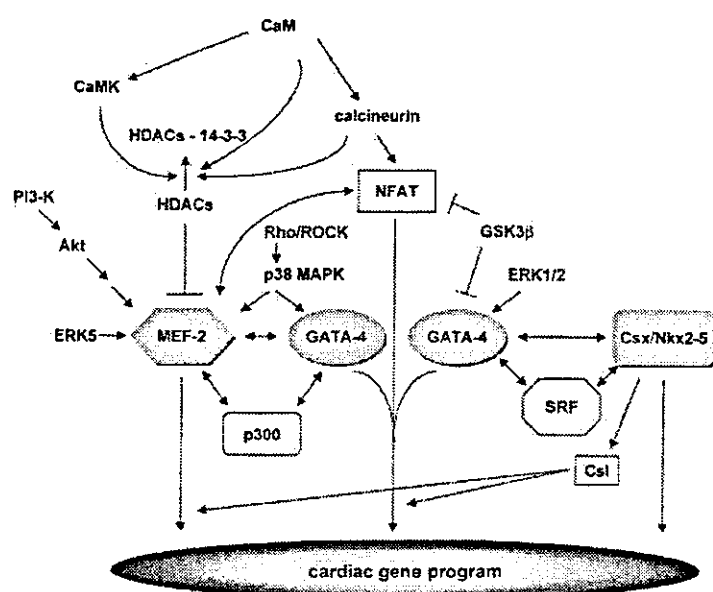 CaM
CaMK
calcineurin
HDACs - 14-3-3
NFAT
PI3-K
HDACs
Rho/ROCK
GSK3β
Akt
p38 MAPK
ERK1/2
ERK5
MEF-2
GATA-4
GATA-4
Csx/Nkx2-5
SRF
p300
Csl
cardiac gene program